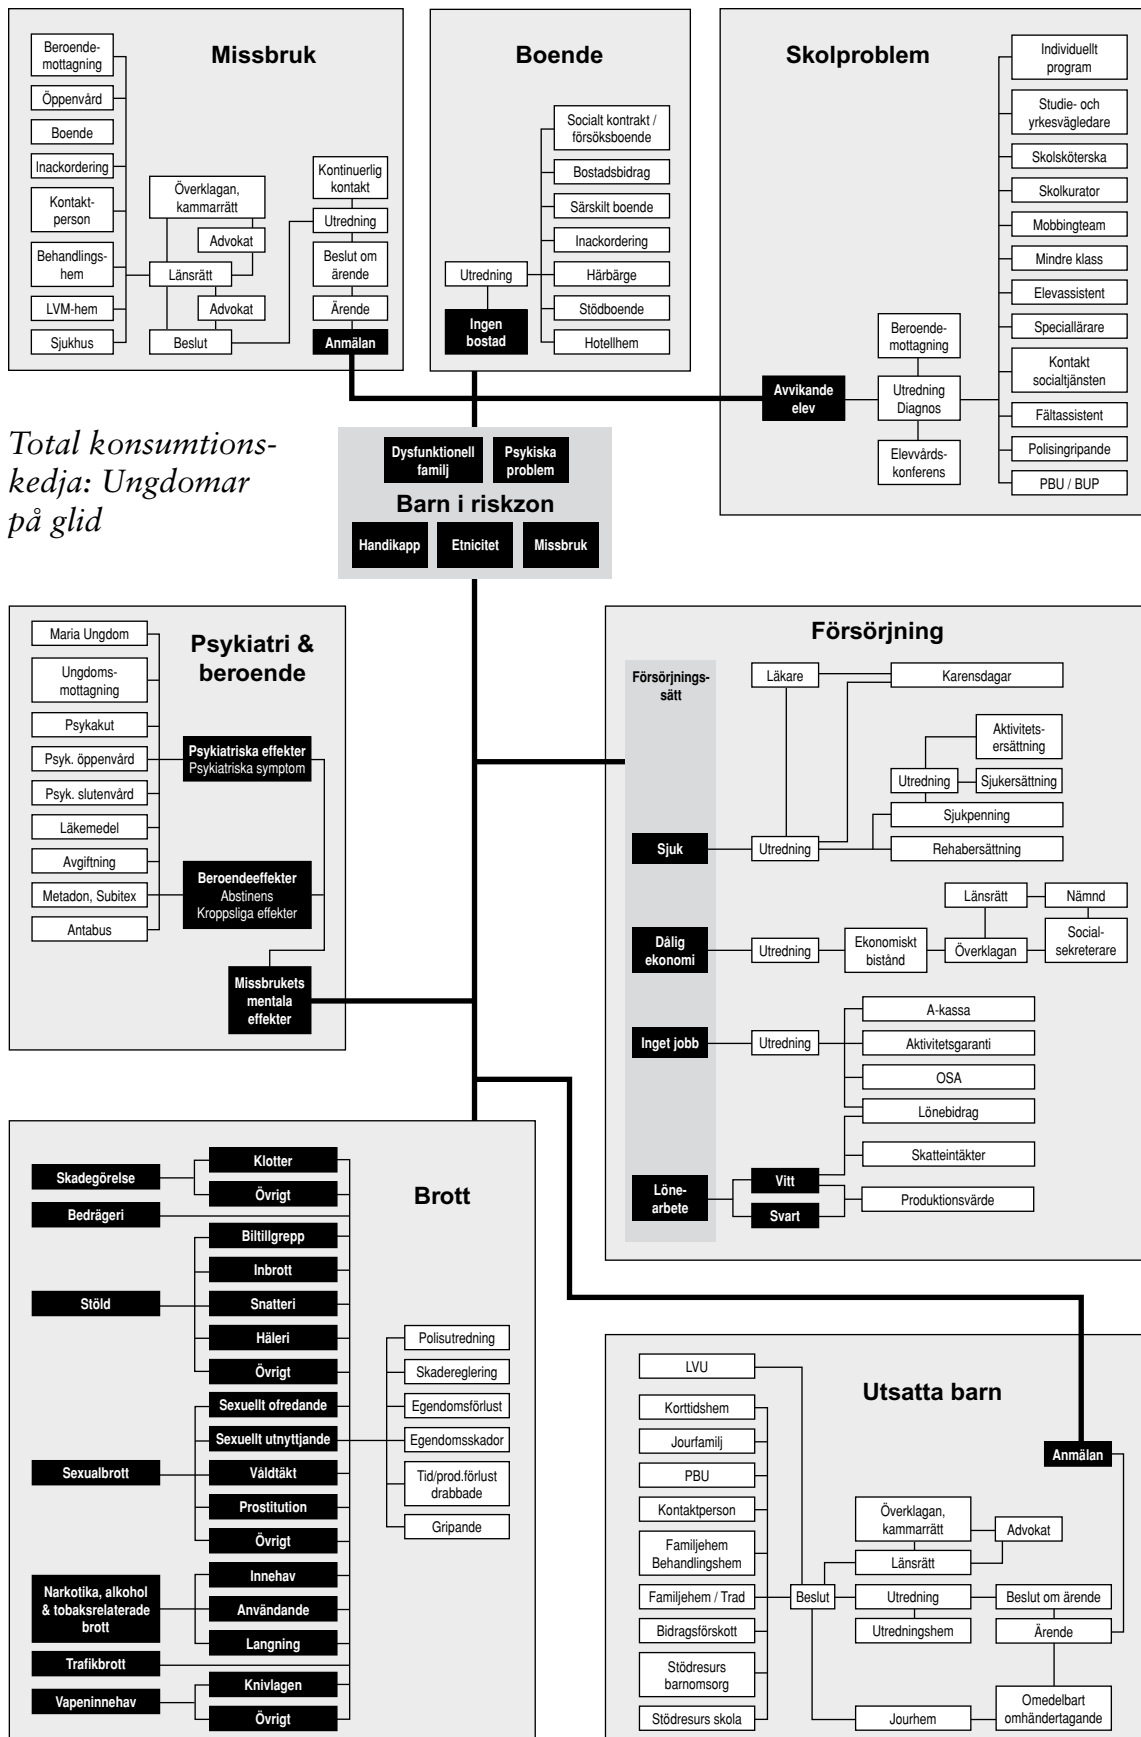 Missbruk
Beroende-
mottagning
Öppenvård
Boende
Inackordering
Kontakt-
person
Behandlings-
hem
LVM-hem
Sjukhus
Överklagan,
kammarrätt
Advokat
Länsrätt
Advokat
Beslut
Kontinuerlig
kontakt
Utredning
Beslut om
ärende
Ärende
Anmälan
Boende
Socialt kontrakt /
försöksboende
Bostadsbidrag
Särskilt boende
Inackordering
Utredning
Härbärge
Stödboende
Ingen
bostad
Hotellhem
Skolproblem
Individuellt
program
Studie- och
yrkesvägledare
Skolsköterska
Skolkurator
Mobbingteam
Mindre klass
Elevassistent
Speciallärare
Kontakt
socialtjänsten
Fältassistent
Polisingripande
PBU / BUP
Beroende-
mottagning
Avvikande
elev
Utredning
Diagnos
Elevvårds-
konferens
Total konsumtions-
kedja: Ungdomar
på glid
Dysfunktionell
familj
Psykiska
problem
Barn i riskzon
Handikapp
Etnicitet
Missbruk
Psykiatri &
beroende
Maria Ungdom
Ungdoms-
mottagning
Psykakut
Psyk. öppenvård
Psyk. slutenvård
Läkemedel
Avgiftning
Metadon, Subitex
Antabus
Psykiatriska effekter
Psykiatriska symptom
Beroendeeffekter
Abstinens
Kroppsliga effekter
Missbrukets
mentala
effekter
Försörjning
Försörjnings-
sätt
Läkare
Karensdagar
Aktivitets-
ersättning
Utredning
Sjukersättning
Sjukpenning
Sjuk
Utredning
Rehabersättning
Länsrätt
Nämnd
Dålig
ekonomi
Utredning
Ekonomiskt
bistånd
Överklagan
Social-
sekreterare
A-kassa
Inget jobb
Utredning
Aktivitetsgaranti
OSA
Lönebidrag
Skatteintäkter
Löne-
arbete
Vitt
Svart
Produktionsvärde
Brott
Skadegörelse
Klotter
Övrigt
Bedrägeri
Biltillgrepp
Inbrott
Stöld
Snatteri
Häleri
Övrigt
Sexuellt ofredande
Sexuellt utnyttjande
Sexualbrott
Våldtäkt
Prostitution
Övrigt
Innehav
Narkotika, alkohol
& tobaksrelaterade
brott
Användande
Langning
Trafikbrott
Vapeninnehav
Knivlagen
Övrigt
Polisutredning
Skadereglering
Egendomsförlust
Egendomsskador
Tid/prod.förlust
drabbade
Gripande
Utsatta barn
LVU
Korttidshem
Jourfamilj
PBU
Kontaktperson
Familjehem
Behandlingshem
Familjehem / Trad
Bidragsförskott
Stödresurs
barnomsorg
Stödresurs skola
Anmälan
Överklagan,
kammarrätt
Advokat
Länsrätt
Beslut
Utredning
Beslut om ärende
Utredningshem
Ärende
Jourhem
Omedelbart
omhändertagande